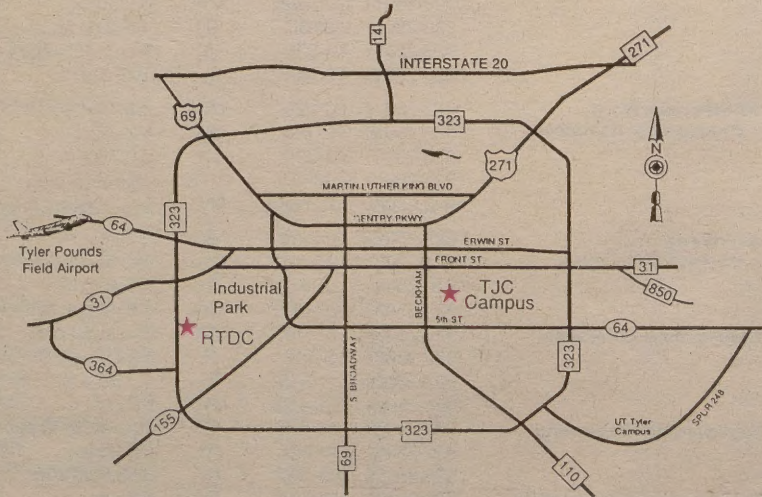 14
INTERSTATE 20
271
69
323
271
N
MARTIN LUTHER KING BLVD
GENTRY PKWY
323
64
Tyler Pounds
Field Airport
ERWIN ST.
FRONT ST.
31
850
31
Industrial
Park
RTDC
BECKHAM
TJC
Campus
5th ST.
64
364
S. BROADWAY
323
155
323
69
110
UT Tyler
Campus
SPUR 248